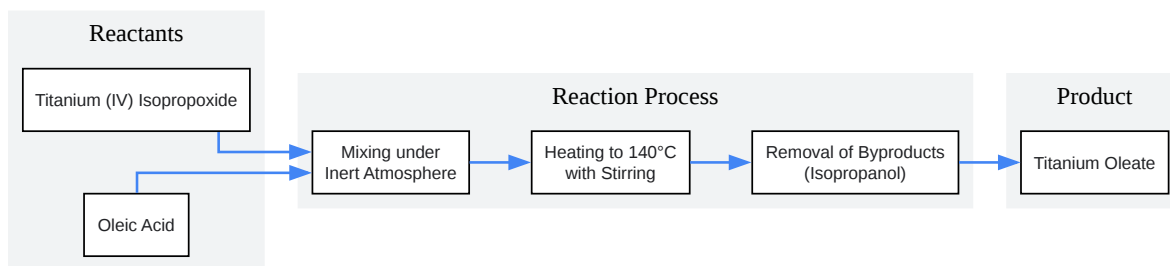 Reactants
Titanium (IV) Isopropoxide
Oleic Acid
Reaction Process
Mixing under
Inert Atmosphere
Heating to 140°C
with Stirring
Removal of Byproducts
(Isopropanol)
Product
Titanium Oleate